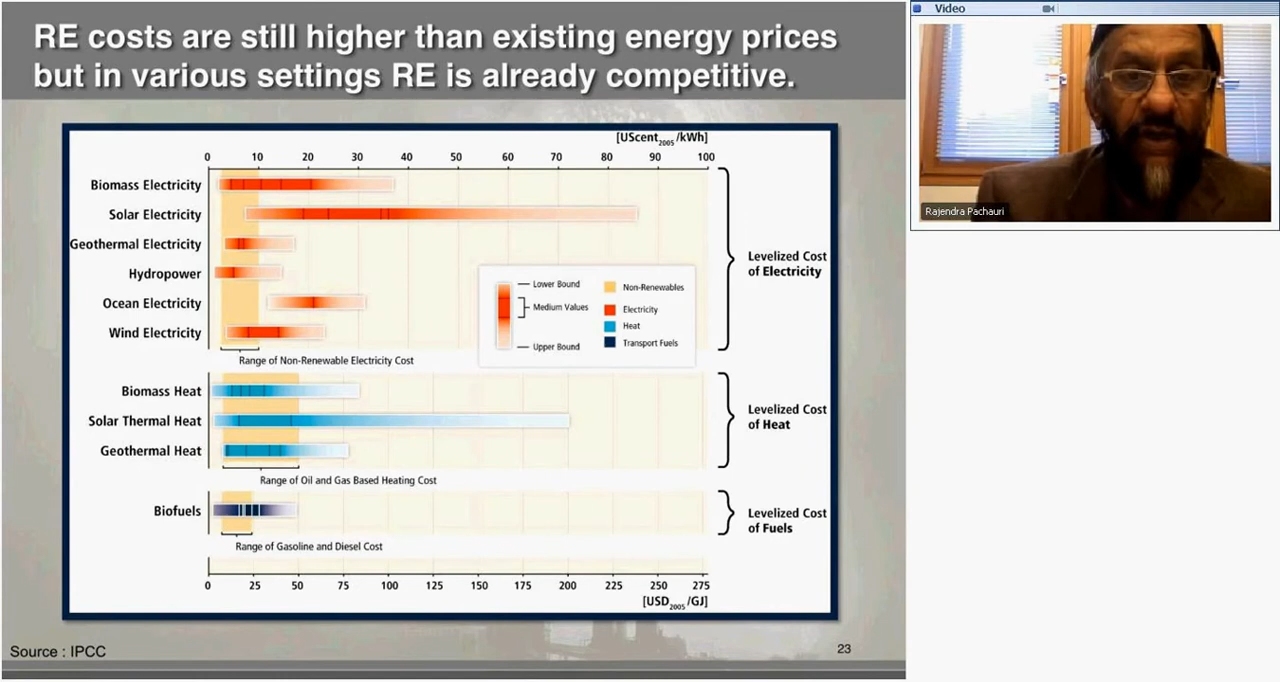 RE costs are still higher than existing energy prices
but in various settings RE is already competitive.
[UScent2005/kWh]
0 10 20 30 40 50 60 70 80 90 100
Biomass Electricity
Solar Electricity
Geothermal Electricity
Hydropower
Ocean Electricity
Wind Electricity
Range of Non-Renewable Electricity Cost
Lower Bound
Medium Values
Upper Bound
Non-Renewables
Electricity
Heat
Transport Fuels
Levelized Cost
of Electricity
Biomass Heat
Solar Thermal Heat
Geothermal Heat
Range of Oil and Gas Based Heating Cost
Levelized Cost
of Heat
Biofuels
Range of Gasoline and Diesel Cost
Levelized Cost
of Fuels
0 25 50 75 100 125 150 175 200 225 250 275
[USD2005/GJ]
Source : IPCC
23
Video
Rajendra Pachauri